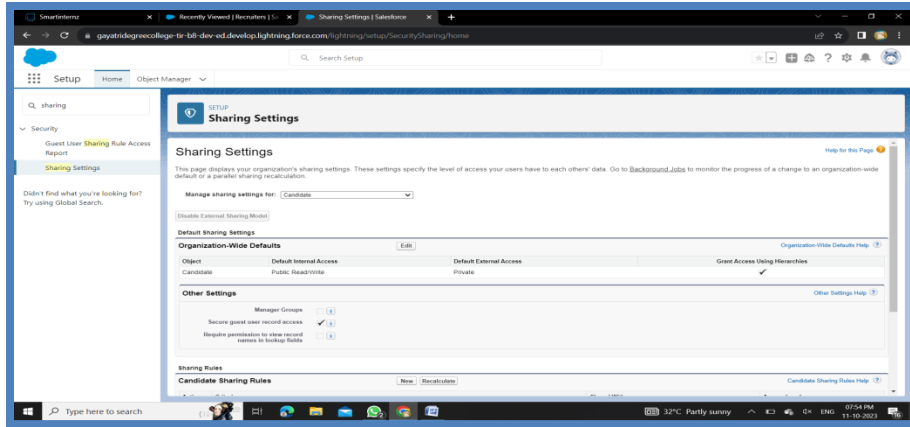 Smartinternz
Recently Viewed | Recruiters | Sa
Sharing Settings | Salesforce
gayatridegreecollege-tir-b8-dev-ed.develop.lightning.force.com/lightning/setup/SecuritySharing/home
Search Setup
Setup
Home
Object Manager
sharing
Security
Guest User Sharing Rule Access
Report
Sharing Settings
Didn't find what you're looking for?
Try using Global Search.
SETUP
Sharing Settings
Sharing Settings
Help for this Page
This page displays your organization's sharing settings. These settings specify the level of access your users have to each others' data. Go to Background Jobs to monitor the progress of a change to an organization-wide
default or a parallel sharing recalculation.
Manage sharing settings for: Candidate
Disable External Sharing Model
Default Sharing Settings
Organization-Wide Defaults Edit Organization-Wide Defaults Help ?
Object Default Internal Access Default External Access Grant Access Using Hierarchies
Candidate Public Read/Write Private
Other Settings Other Settings Help ?
Manager Groups i
Secure guest user record access i
Require permission to view record i
names in lookup fields
Sharing Rules
Candidate Sharing Rules New Recalculate Candidate Sharing Rules Help ?
Type here to search
32°C Partly sunny
ENG
07:54 PM
11-10-2023